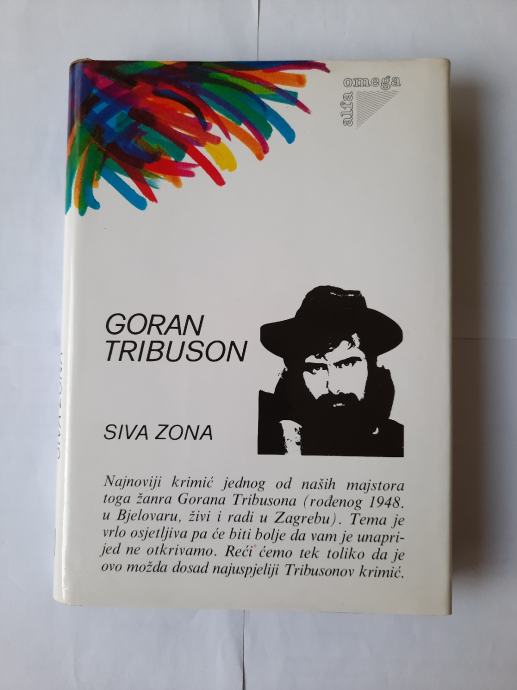 alfa omega
GORAN
TRIBUSON
SIVA ZONA
SIVA ZONA
Najnoviji krimić jednog od naših majstora
toga žanra Gorana Tribusona (rođenog 1948.
u Bjelovaru, živi i radi u Zagrebu). Tema je
vrlo osjetljiva pa će biti bolje da vam je unapri-
jed ne otkrivamo. Reći ćemo tek toliko da je
ovo možda dosad najuspjeliji Tribusonov krimić.